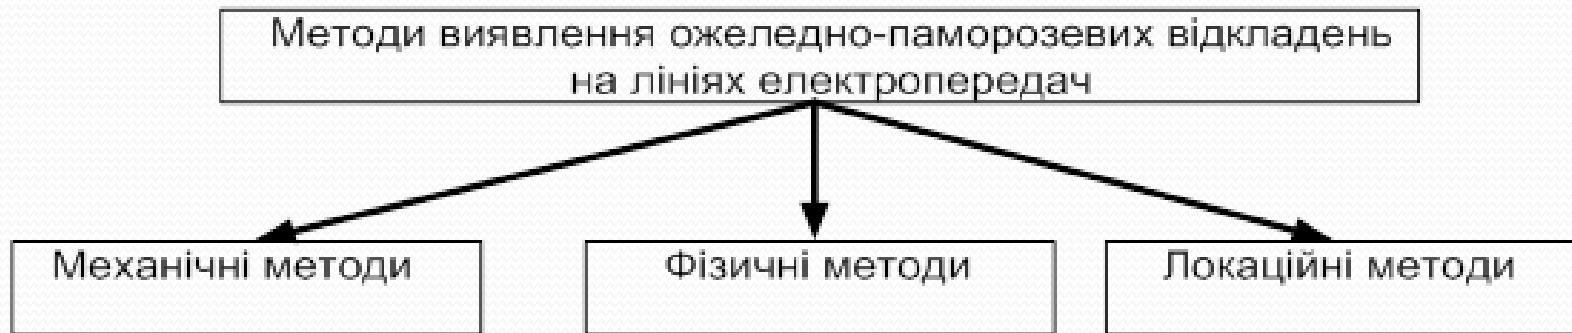 Методи виявлення ожеледно-паморозевих відкладень
на лініях електропередач
Механічні методи
Фізичні методи
Локаційні методи